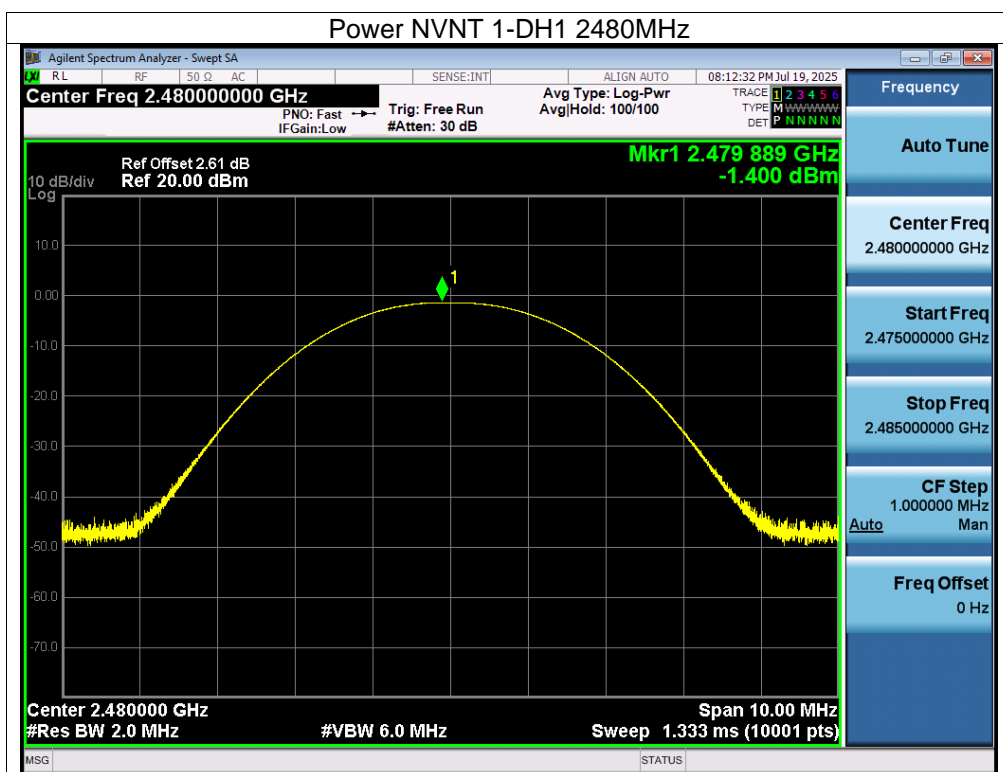 Power NVNT 1-DH1 2480MHz
Agilent Spectrum Analyzer - Swept SA
LXI RL RF 50 Ω AC SENSE:INT ALIGN AUTO 08:12:32 PM Jul 19, 2025
Center Freq 2.480000000 GHz
PNO: Fast
IFGain:Low
Trig: Free Run
#Atten: 30 dB
Avg Type: Log-Pwr
Avg|Hold: 100/100
TRACE 1 2 3 4 5 6
TYPE M WWWWW
DET P N N N N N
Mkr1 2.479 889 GHz
-1.400 dBm
Ref Offset 2.61 dB
10 dB/div Ref 20.00 dBm
Log
10.0
1
0.00
-10.0
-20.0
-30.0
-40.0
-50.0
-60.0
-70.0
Center 2.480000 GHz Span 10.00 MHz
#Res BW 2.0 MHz #VBW 6.0 MHz Sweep 1.333 ms (10001 pts)
MSG STATUS
Frequency
Auto Tune
Center Freq
2.480000000 GHz
Start Freq
2.475000000 GHz
Stop Freq
2.485000000 GHz
CF Step
1.000000 MHz
Auto Man
Freq Offset
0 Hz